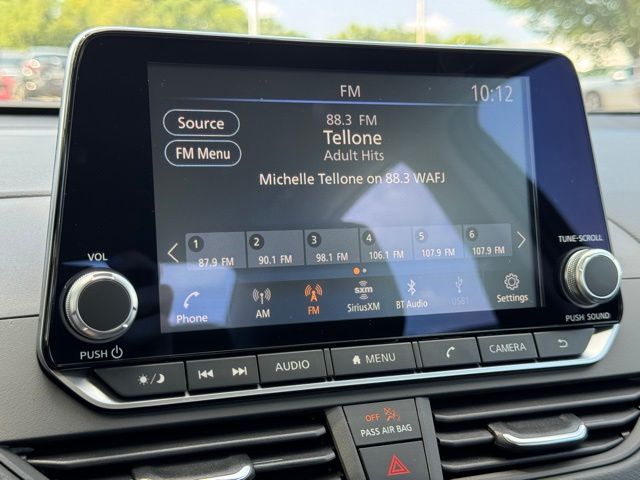 FM 10:12
Source
FM Menu
88.3 FM
Tellone
Adult Hits
Michelle Tellone on 88.3 WAFJ
1 2 3 4 5 6
87.9 FM 90.1 FM 98.1 FM 106.1 FM 107.9 FM 107.9 FM
Phone AM FM sxm SiriusXM BT Audio USB1 Settings
VOL
PUSH
TUNE·SCROLL
PUSH SOUND
AUDIO MENU CAMERA
OFF
PASS AIR BAG